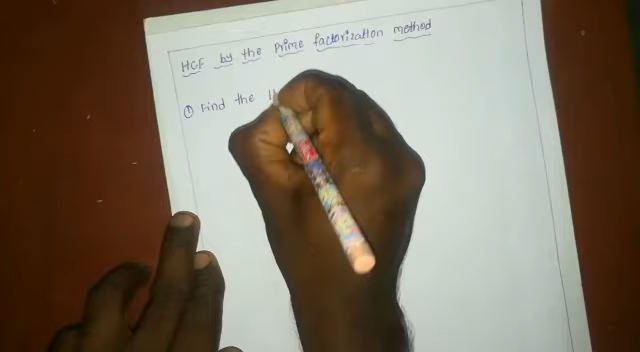 HCF by the Prime factorization method
① Find the